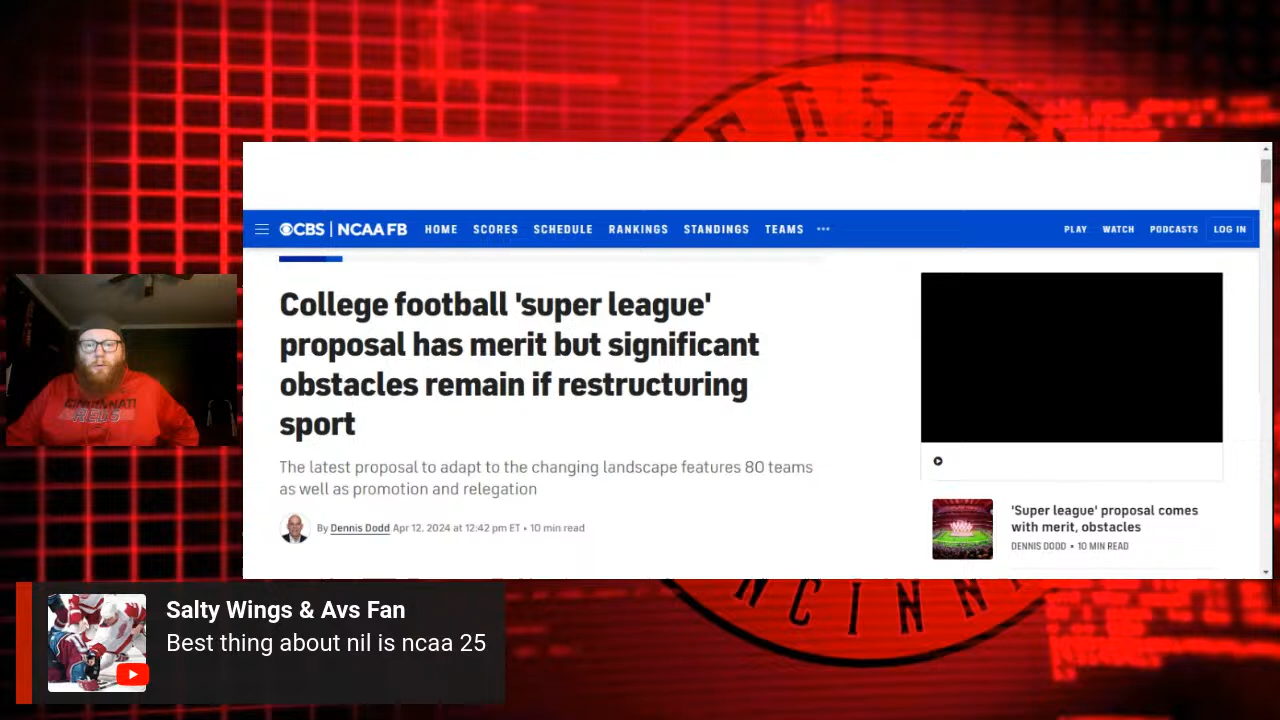 CBS | NCAA FB HOME SCORES SCHEDULE RANKINGS STANDINGS TEAMS ••• PLAY WATCH PODCASTS LOG IN
College football 'super league'
proposal has merit but significant
obstacles remain if restructuring
sport
The latest proposal to adapt to the changing landscape features 80 teams
as well as promotion and relegation
By Dennis Dodd Apr 12, 2024 at 12:42 pm ET • 10 min read
'Super league' proposal comes
with merit, obstacles
DENNIS DODD • 10 MIN READ
CINCINNATI
REDS
Salty Wings & Avs Fan
Best thing about nil is ncaa 25